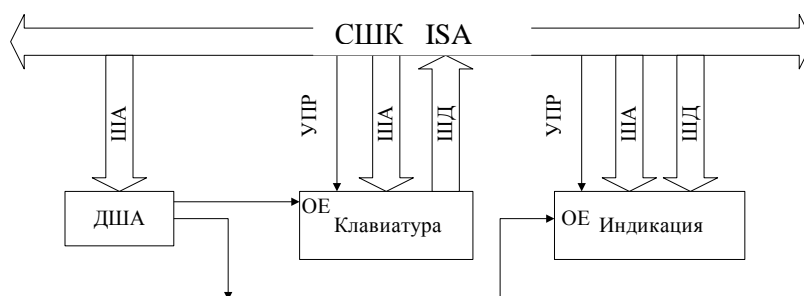 СШК ISA
ША
УПР
ША
ШД
УПР
ША
ШД
ДША
OE
Клавиатура
OE
Индикация